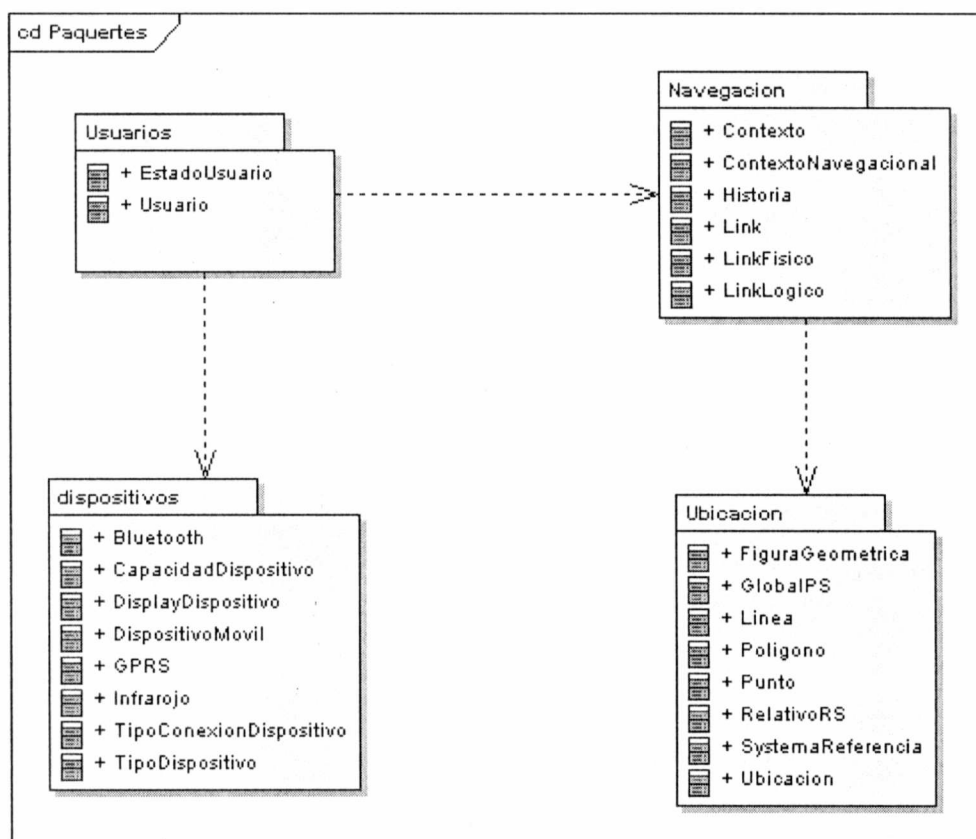 cd Paquertes
Usuarios
+ EstadoUsuario
+ Usuario
Navegacion
+ Contexto
+ ContextoNavegacional
+ Historia
+ Link
+ LinkFisico
+ LinkLogico
dispositivos
+ Bluetooth
+ CapacidadDispositivo
+ DisplayDispositivo
+ DispositivoMovil
+ GPRS
+ Infrarojo
+ TipoConexionDispositivo
+ TipoDispositivo
Ubicacion
+ FiguraGeometrica
+ GlobalPS
+ Linea
+ Poligono
+ Punto
+ RelativoRS
+ SystemaReferencia
+ Ubicacion